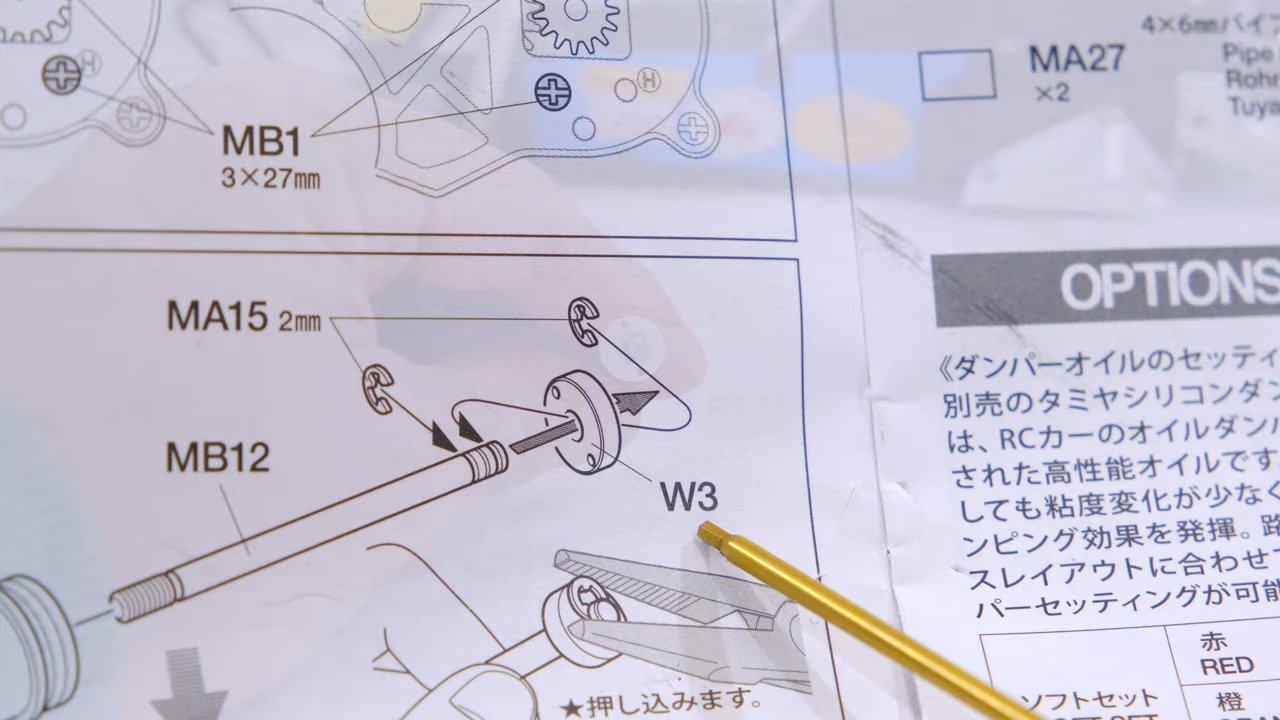 MB1
3×27mm
4×6mmパイプ
Pipe
MA27
×2
MA15 2mm
MB12
W3
★押し込みます。
OPTIONS
《ダンパーオイルのセッティ
別売のタミヤシリコンダン
は、RCカーのオイルダンパ
された高性能オイルです
しても粘度変化が少なく
ンピング効果を発揮。路
スレイアウトに合わせ
パーセッティングが可能
赤
RED
ソフトセット
橙